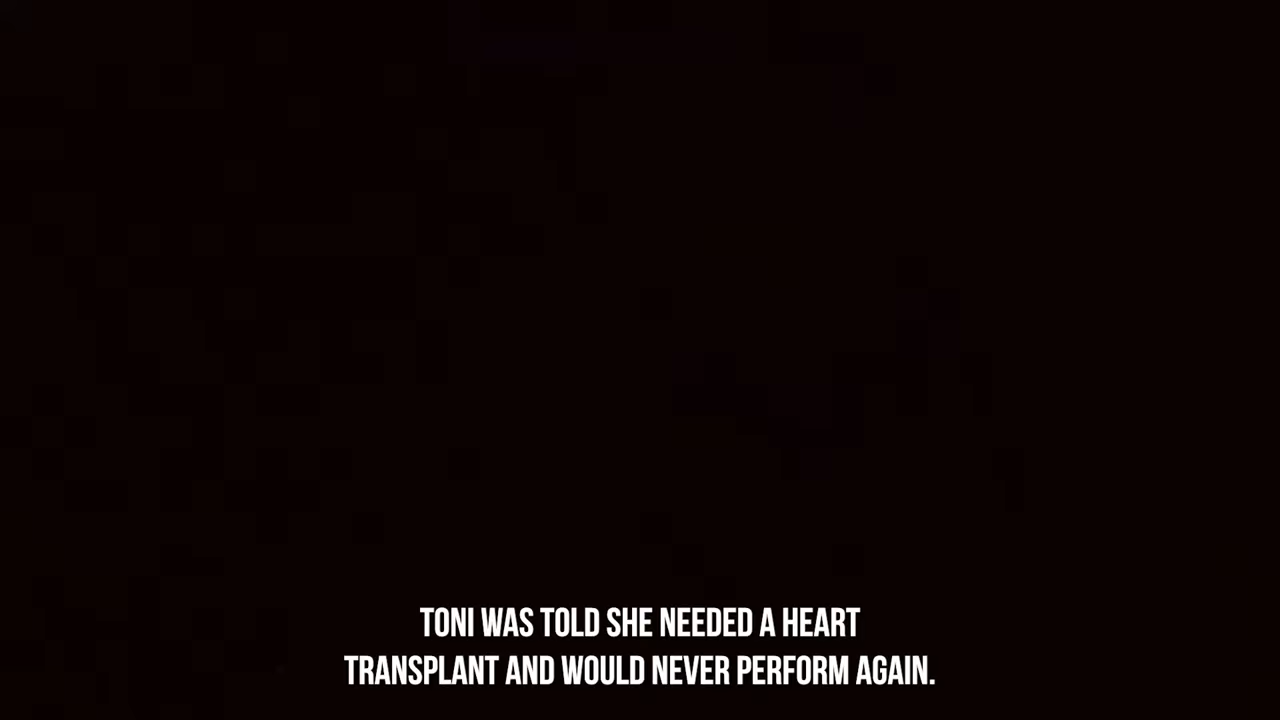 TONI WAS TOLD SHE NEEDED A HEART
TRANSPLANT AND WOULD NEVER PERFORM AGAIN.